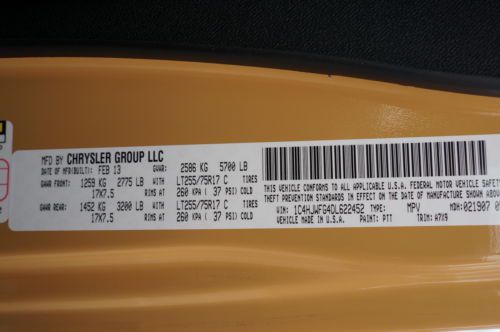 MFD BY CHRYSLER GROUP LLC
DATE OF MFR(BUILT): FEB 13 GVWR: 2586 KG 5700 LB
GAWR FRONT: 1259 KG 2775 LB WITH LT255/75R17 C TIRES
17X7.5 RIMS AT 260 KPA ( 37 PSI) COLD
GAWR REAR: 1452 KG 3200 LB WITH LT255/75R17 C TIRES
17X7.5 RIMS AT 260 KPA ( 37 PSI) COLD
THIS VEHICLE CONFORMS TO ALL APPLICABLE U.S.A. FEDERAL MOTOR VEHICLE SAFETY
THEFT PREVENTION STANDARDS IN EFFECT ON THE DATE OF MANUFACTURE SHOWN ABOVE
VIN: 1C4HJWFG4DL622452 TYPE: MPV MDH: 021907
VEHICLE MADE IN U.S.A. PAINT: PTT TRIM: A7X9